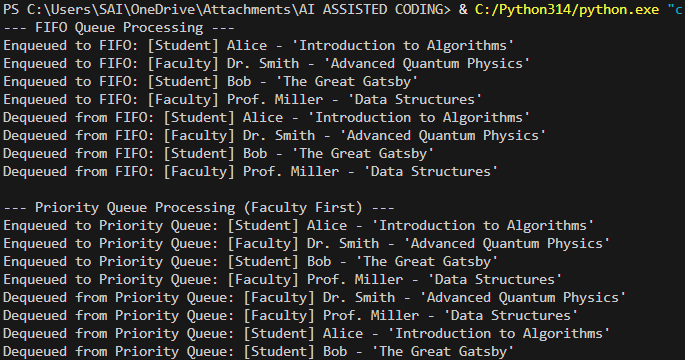 PS C:\Users\SAI\OneDrive\Attachments\AI ASSISTED CODING> & C:/Python314/python.exe "c
--- FIFO Queue Processing ---
Enqueued to FIFO: [Student] Alice - 'Introduction to Algorithms'
Enqueued to FIFO: [Faculty] Dr. Smith - 'Advanced Quantum Physics'
Enqueued to FIFO: [Student] Bob - 'The Great Gatsby'
Enqueued to FIFO: [Faculty] Prof. Miller - 'Data Structures'
Dequeued from FIFO: [Student] Alice - 'Introduction to Algorithms'
Dequeued from FIFO: [Faculty] Dr. Smith - 'Advanced Quantum Physics'
Dequeued from FIFO: [Student] Bob - 'The Great Gatsby'
Dequeued from FIFO: [Faculty] Prof. Miller - 'Data Structures'

--- Priority Queue Processing (Faculty First) ---
Enqueued to Priority Queue: [Student] Alice - 'Introduction to Algorithms'
Enqueued to Priority Queue: [Faculty] Dr. Smith - 'Advanced Quantum Physics'
Enqueued to Priority Queue: [Student] Bob - 'The Great Gatsby'
Enqueued to Priority Queue: [Faculty] Prof. Miller - 'Data Structures'
Dequeued from Priority Queue: [Faculty] Dr. Smith - 'Advanced Quantum Physics'
Dequeued from Priority Queue: [Faculty] Prof. Miller - 'Data Structures'
Dequeued from Priority Queue: [Student] Alice - 'Introduction to Algorithms'
Dequeued from Priority Queue: [Student] Bob - 'The Great Gatsby'